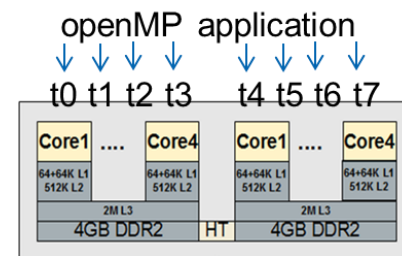 openMP application
t0 t1 t2 t3 t4 t5 t6 t7
Core1 .... Core4 Core1 .... Core4
64+64K L1 64+64K L1 64+64K L1 64+64K L1
512K L2 512K L2 512K L2 512K L2
2M L3 2M L3
4GB DDR2 HT 4GB DDR2